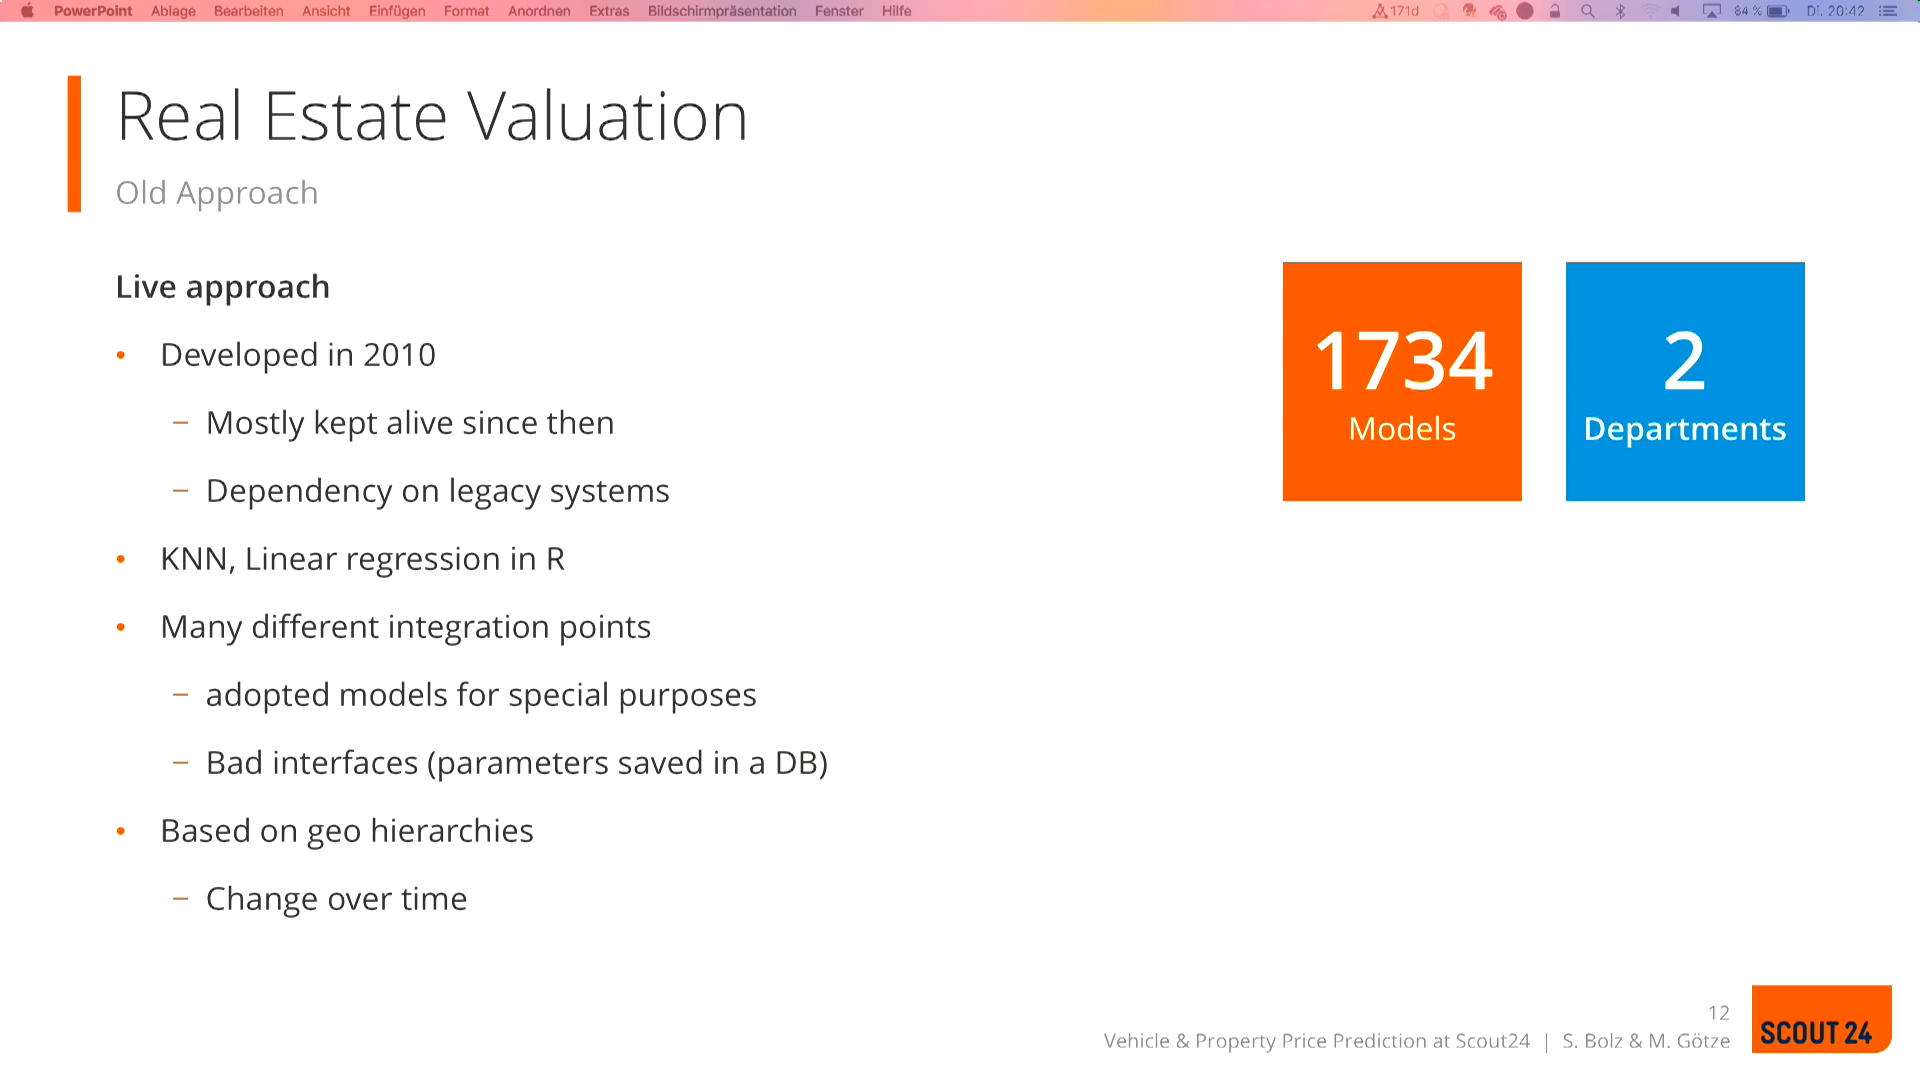 PowerPoint Ablage Bearbeiten Ansicht Einfügen Format Anordnen Extras Bildschirmpräsentation Fenster Hilfe 171d 84 % Di. 20:42
Real Estate Valuation
Old Approach
Live approach
• Developed in 2010
– Mostly kept alive since then
– Dependency on legacy systems
• KNN, Linear regression in R
• Many different integration points
– adopted models for special purposes
– Bad interfaces (parameters saved in a DB)
• Based on geo hierarchies
– Change over time
1734
Models
2
Departments
12
Vehicle & Property Price Prediction at Scout24 | S. Bolz & M. Götze
SCOUT 24